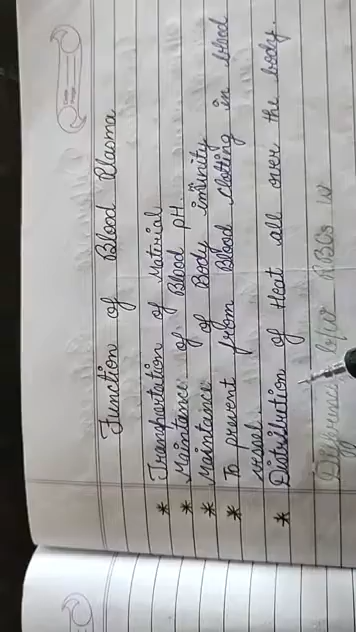 Function of Blood Plasma
* Transportation of Material
* Maintance of Blood pH.
* Maintance of Body immunity
* To prevent from Blood clotting in blood
vessel.
* Distribution of Heat all over the body.
b/w RBCs